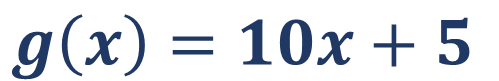 g(x) = 10x + 5